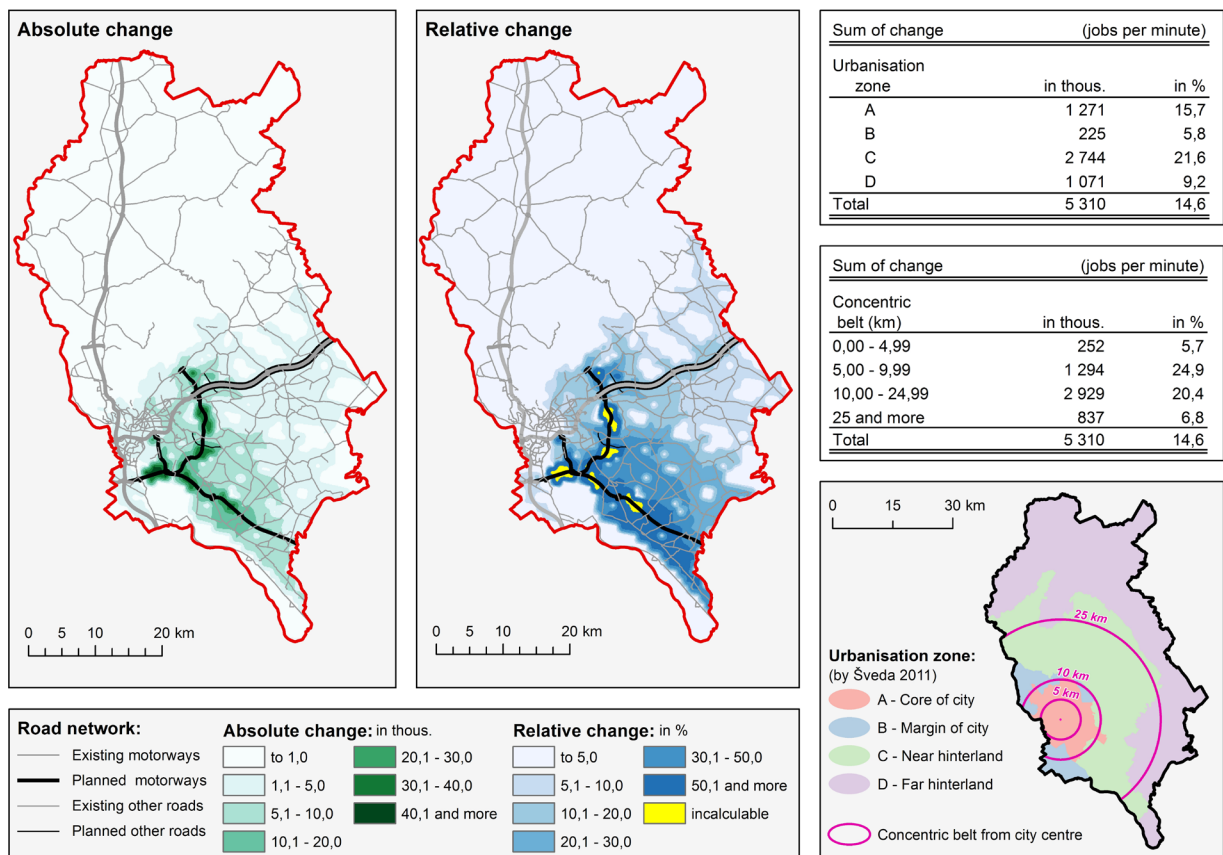 Absolute change
0 5 10 20 km
Relative change
0 5 10 20 km
Sum of change (jobs per minute)
Urbanisation
zone in thous. in %
A 1 271 15,7
B 225 5,8
C 2 744 21,6
D 1 071 9,2
Total 5 310 14,6
Sum of change (jobs per minute)
Concentric
belt (km) in thous. in %
0,00 - 4,99 252 5,7
5,00 - 9,99 1 294 24,9
10,00 - 24,99 2 929 20,4
25 and more 837 6,8
Total 5 310 14,6
0 15 30 km
25 km
10 km
5 km
Urbanisation zone:
(by Šveda 2011)
A - Core of city
B - Margin of city
C - Near hinterland
D - Far hinterland
Concentric belt from city centre
Road network:
Existing motorways
Planned motorways
Existing other roads
Planned other roads
Absolute change: in thous.
to 1,0
1,1 - 5,0
5,1 - 10,0
10,1 - 20,0
20,1 - 30,0
30,1 - 40,0
40,1 and more
Relative change: in %
to 5,0
5,1 - 10,0
10,1 - 20,0
20,1 - 30,0
30,1 - 50,0
50,1 and more
incalculable